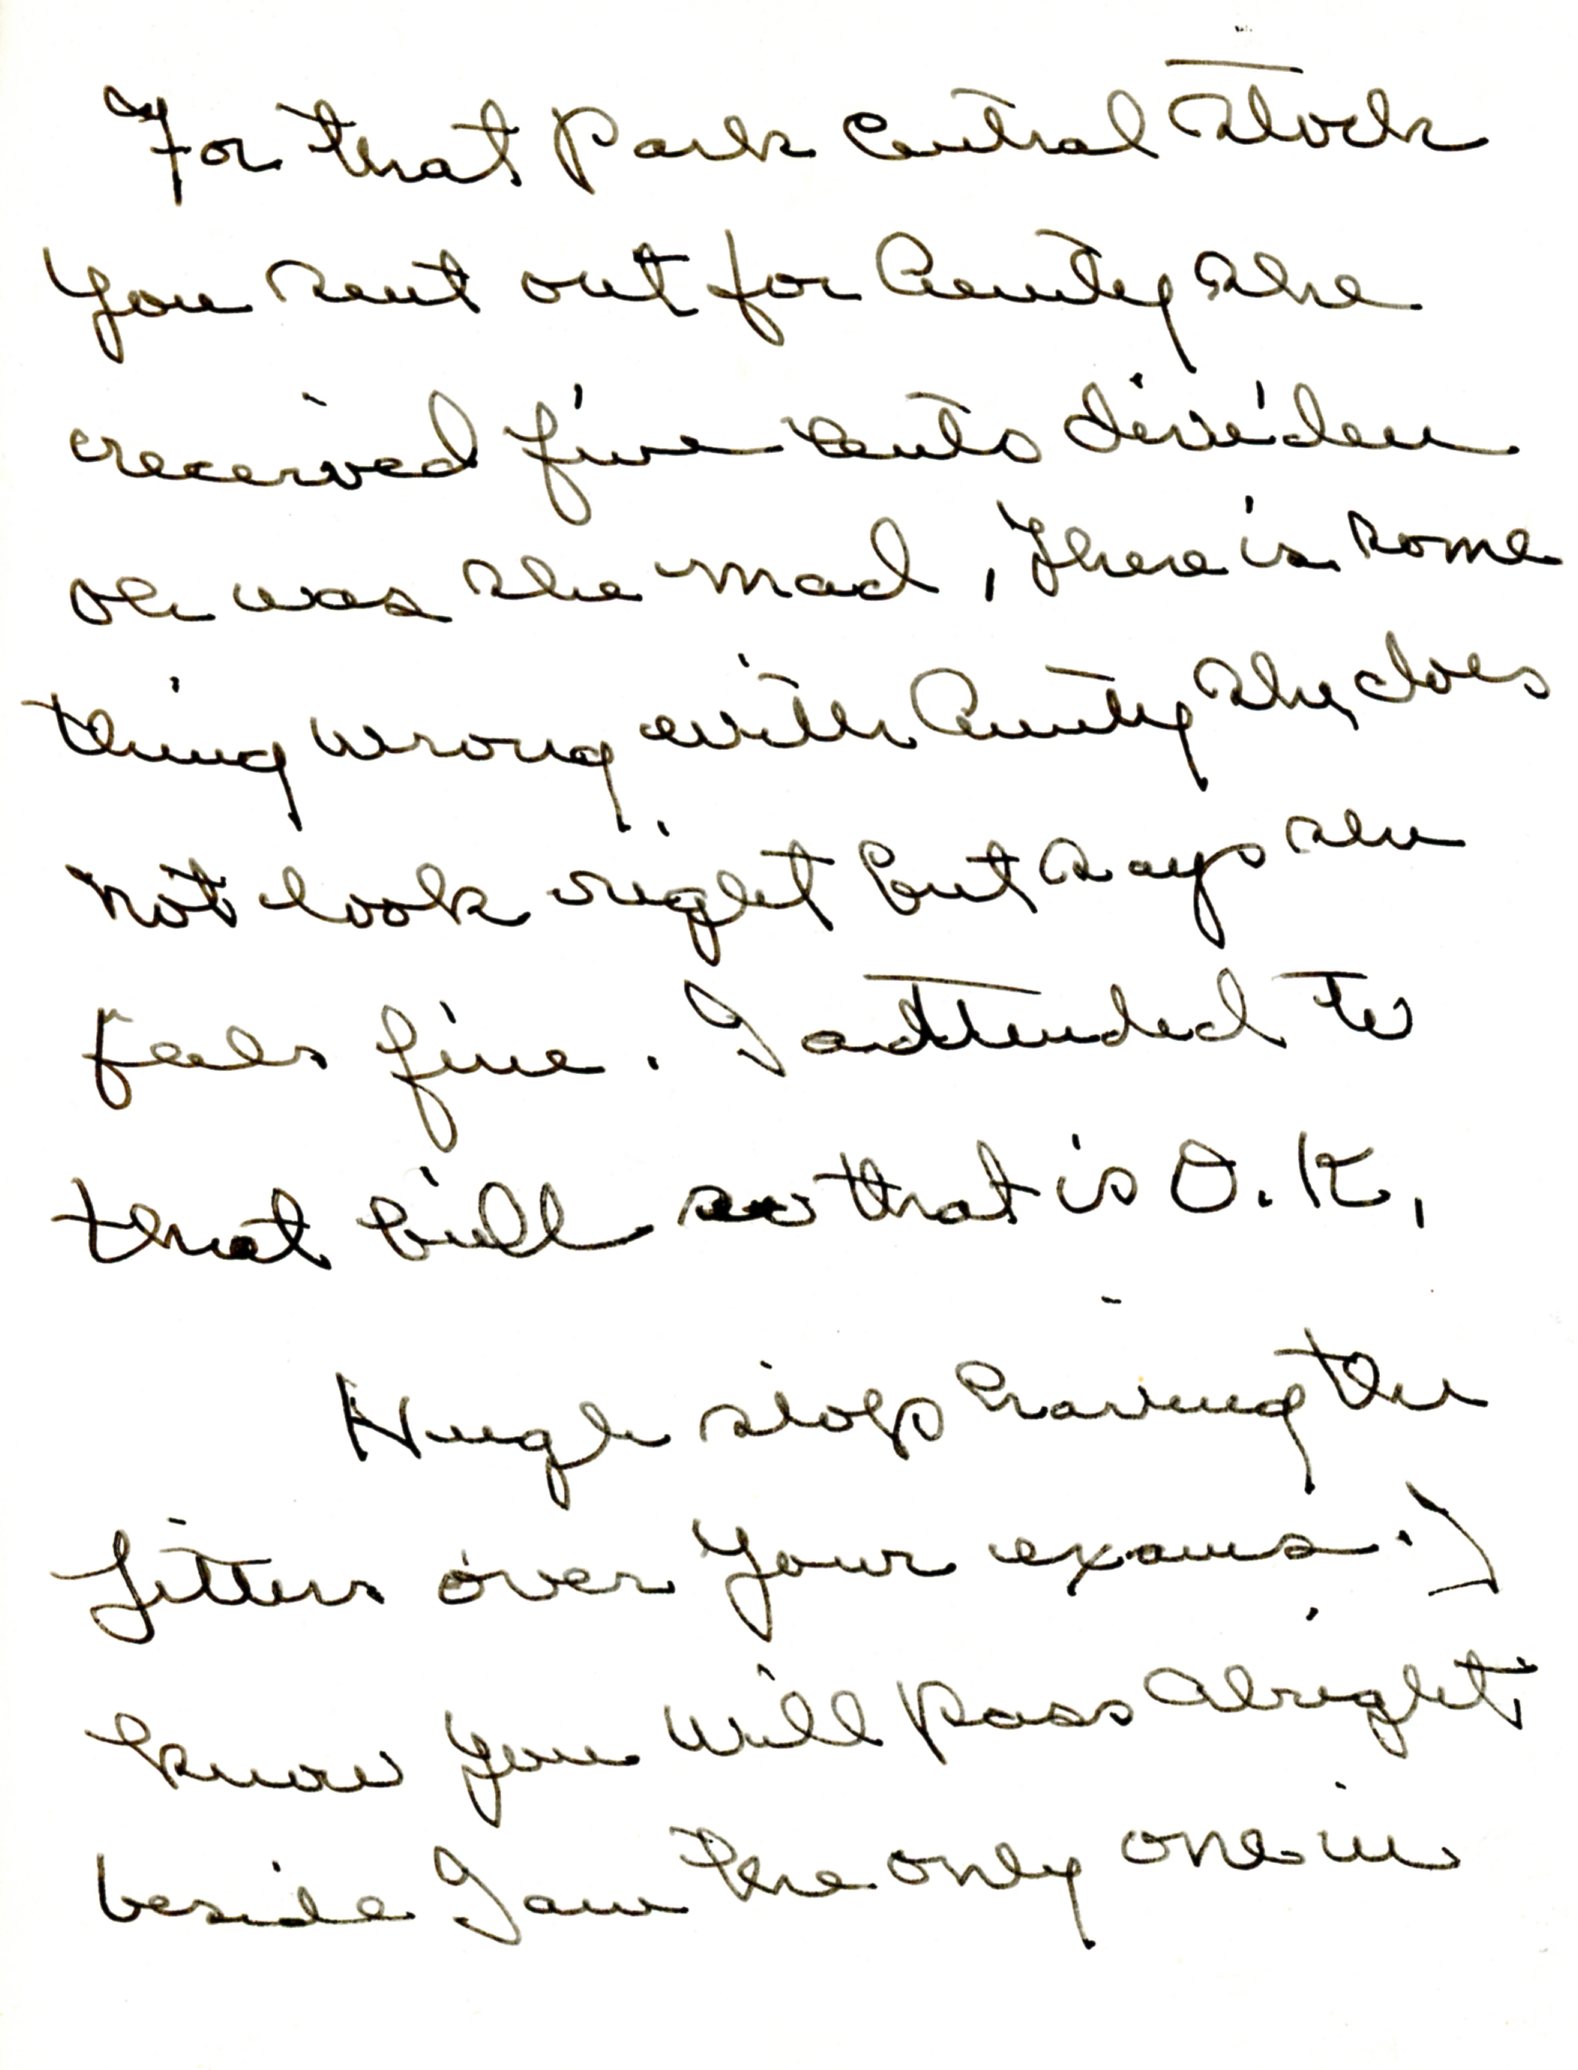 For that Park Central Stock
you sent out for Aunty she
received five cents dividen
oh was she mad, There is some
thing wrong with Aunty she does
not look right but says she
feels fine. I adttended to
that bill so that is O.K,
Hugh stop having the
Jitters over your exams. I
know you will pass alright,
beside I am the only one in